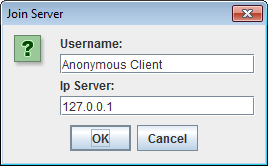 Join Server
?
Username:
Anonymous Client
Ip Server:
127.0.0.1
OK Cancel